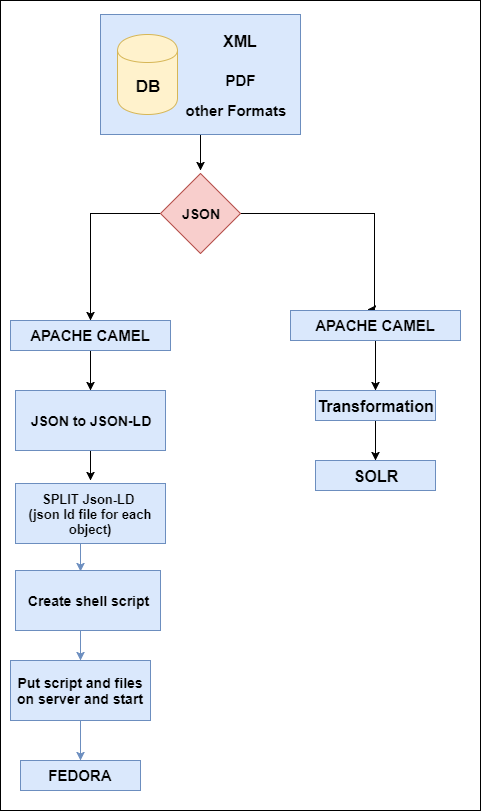 XML
DB
PDF
other Formats
JSON
APACHE CAMEL
APACHE CAMEL
JSON to JSON-LD
Transformation
SOLR
SPLIT Json-LD
(json ld file for each
object)
Create shell script
Put script and files
on server and start
FEDORA